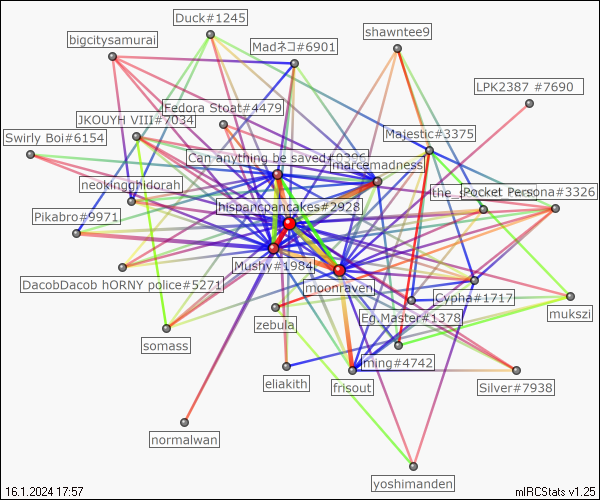 Duck#1245
shawntee9
bigcitysamurai
Madネコ#6901
LPK2387 #7690
Fedora Stoat#4479
JKOUYH VIII#7034
Majestic#3375
Swirly Boi#6154
Can anything be saved
marcemadness
neokingghidorah
Pocket Persona#3326
hispanopancakes#2928
Pikabro#9971
Mushy#1984
DacobDacob hORNY police#5271
moonraven
Cypha#1717
Eg.Master#1378
mukszi
zebula
somass
ming#4742
eliakith
frisout
Silver#7938
normalwan
yoshimanden
16.1.2024 17:57
mIRCStats v1.25